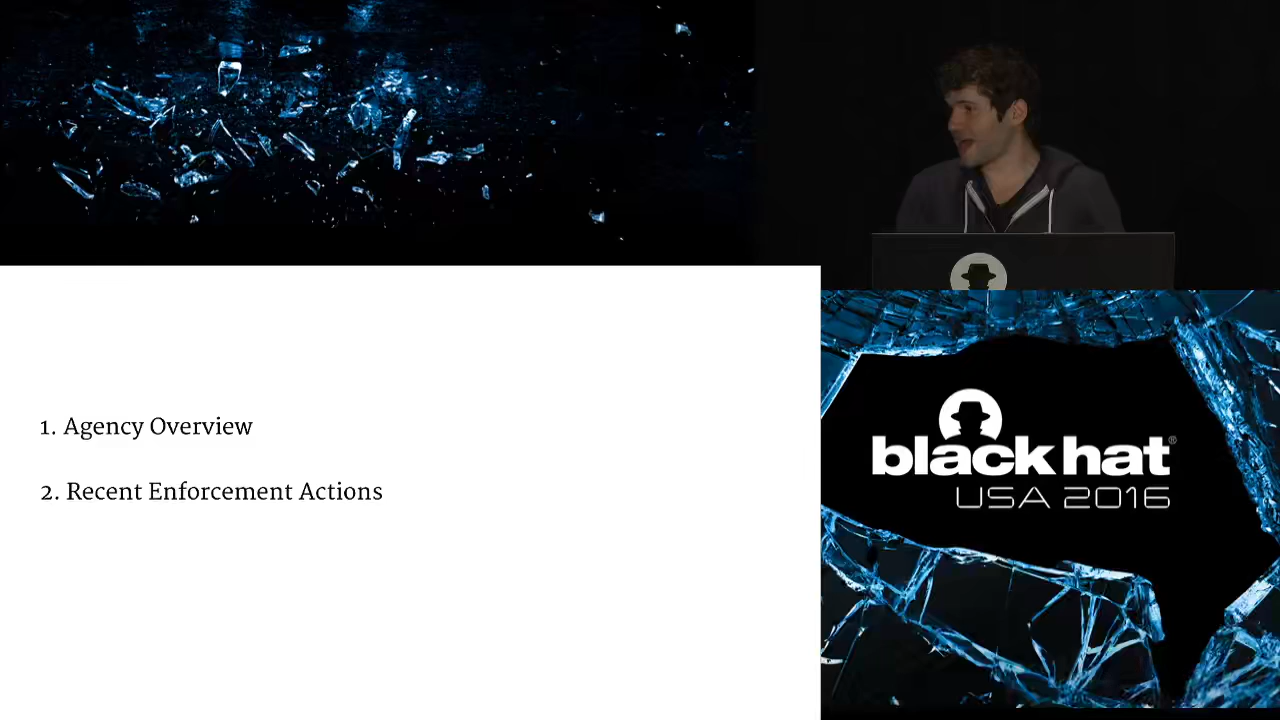 1. Agency Overview
2. Recent Enforcement Actions
black hat®
USA 2016